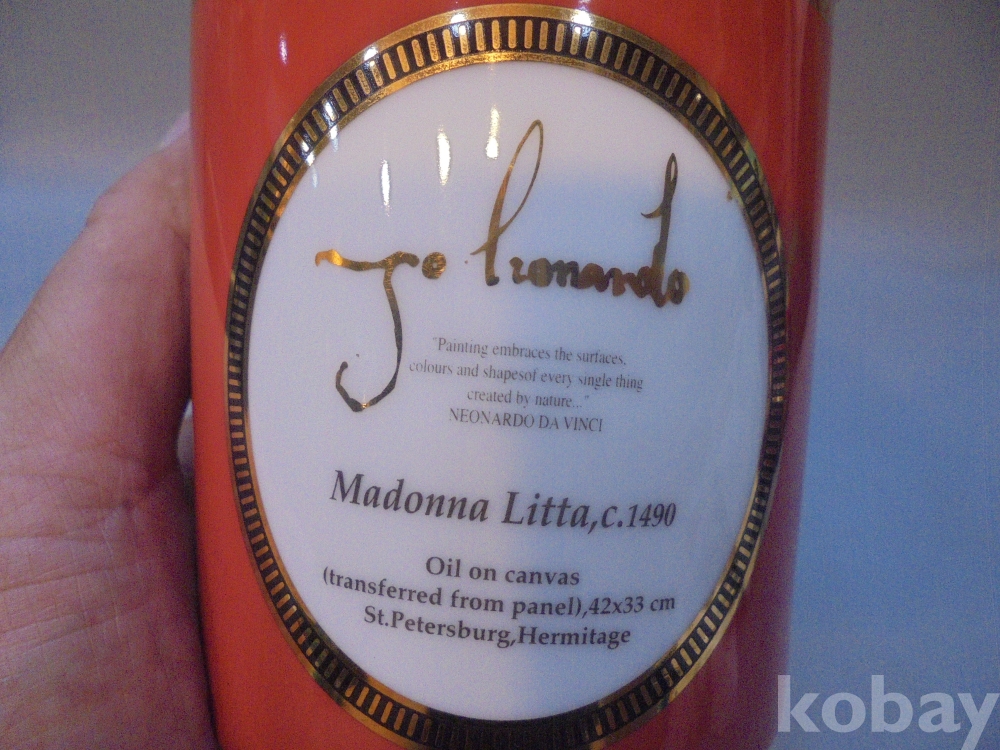 yo leonardo
"Painting embraces the surfaces,
colours and shapesof every single thing
created by nature..."
NEONARDO DA VINCI
Madonna Litta,c.1490
Oil on canvas
(transferred from panel),42x33 cm
St.Petersburg,Hermitage
kobay